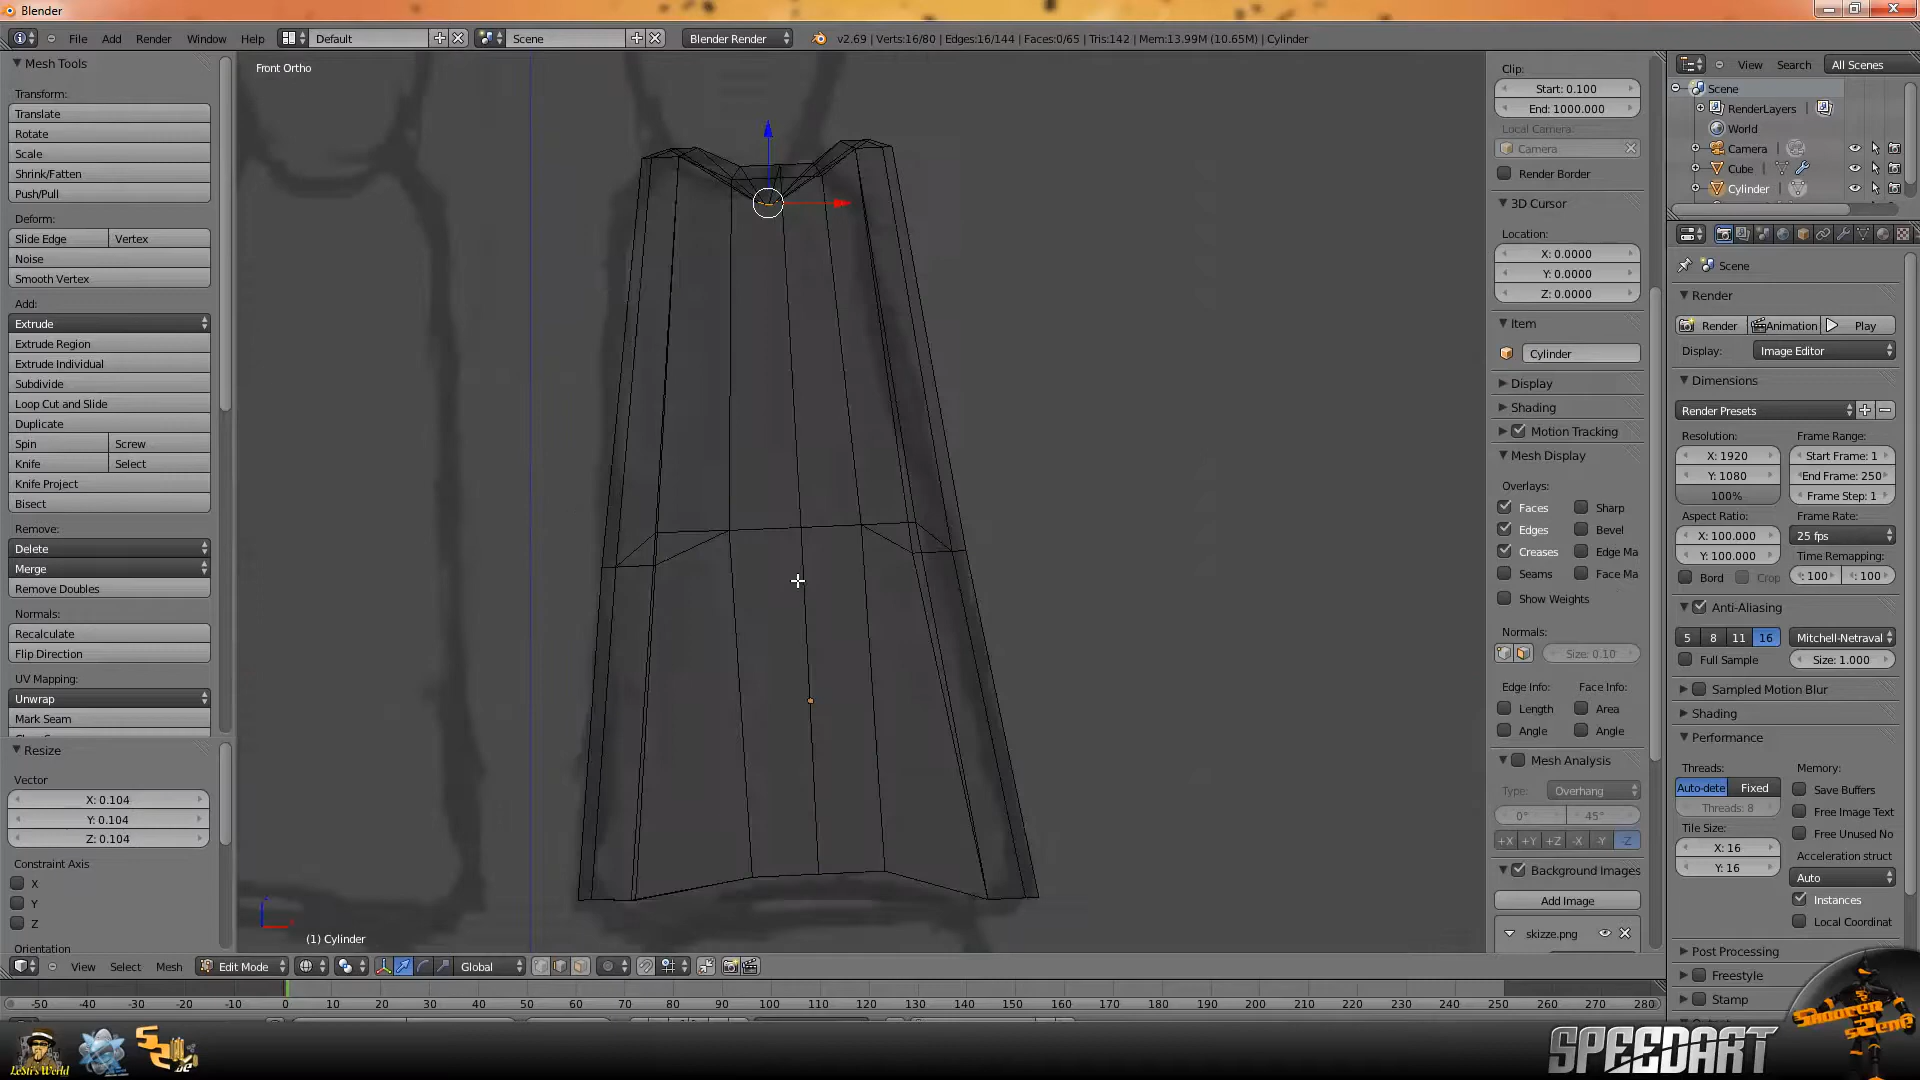 Blender
File Add Render Window Help Default Scene Blender Render v2.69 | Verts:16/80 | Edges:16/144 | Faces:0/65 | Tris:142 | Mem:13.99M (10.65M) | Cylinder
Mesh Tools
Transform:
Translate
Rotate
Scale
Shrink/Fatten
Push/Pull
Deform:
Slide Edge Vertex
Noise
Smooth Vertex
Add:
Extrude
Extrude Region
Extrude Individual
Subdivide
Loop Cut and Slide
Duplicate
Spin Screw
Knife Select
Knife Project
Bisect
Remove:
Delete
Merge
Remove Doubles
Normals:
Recalculate
Flip Direction
UV Mapping:
Unwrap
Mark Seam
Resize
Vector
X: 0.104
Y: 0.104
Z: 0.104
Constraint Axis
X
Y
Z
Orientation
Front Ortho
(1) Cylinder
View Select Mesh Edit Mode Global
-50 -40 -30 -20 -10 0 10 20 30 40 50 60 70 80 90 100 110 120 130 140 150 160 170 180 190 200 210 220 230 240 250 260 270 280
Clip:
Start: 0.100
End: 1000.000
Local Camera:
Camera
Render Border
3D Cursor
Location:
X: 0.0000
Y: 0.0000
Z: 0.0000
Item
Cylinder
Display
Shading
Motion Tracking
Mesh Display
Overlays:
Faces Sharp
Edges Bevel
Creases Edge Ma
Seams Face Ma
Show Weights
Normals:
Size: 0.10
Edge Info: Face Info:
Length Area
Angle Angle
Mesh Analysis
Type: Overhang
0° 45°
+X +Y +Z -X -Y -Z
Background Images
Add Image
skizze.png
View Search All Scenes
Scene
RenderLayers
World
Camera
Cube
Cylinder
Scene
Render
Render Animation Play
Display: Image Editor
Dimensions
Render Presets
Resolution: Frame Range:
X: 1920 Start Frame: 1
Y: 1080 End Frame: 250
100% Frame Step: 1
Aspect Ratio: Frame Rate:
X: 100.000 25 fps
Y: 100.000 Time Remapping:
Bord Crop : 100 : 100
Anti-Aliasing
5 8 11 16 Mitchell-Netraval
Full Sample Size: 1.000
Sampled Motion Blur
Shading
Performance
Threads: Memory:
Auto-dete Fixed Save Buffers
Threads: 8 Free Image Text
Tile Size: Free Unused No
X: 16 Acceleration struct
Y: 16 Auto
Instances
Local Coordinat
Post Processing
Freestyle
Stamp
LeSti's World
SPEEDART